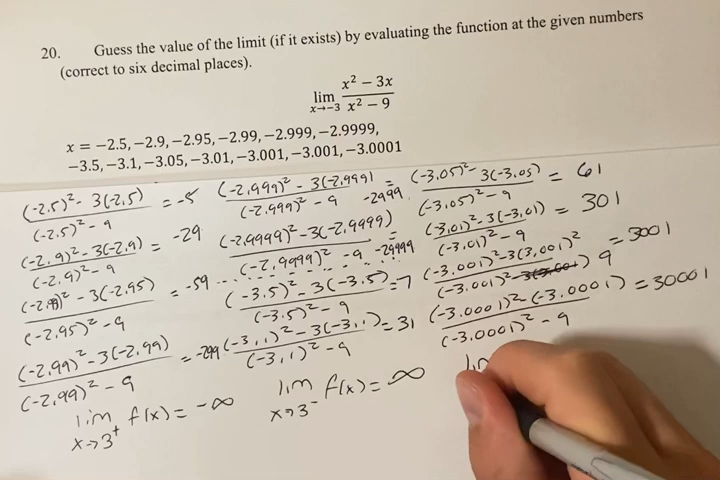 20. Guess the value of the limit (if it exists) by evaluating the function at the given numbers
(correct to six decimal places).
lim x→−3 (x² − 3x)/(x² − 9)
x = −2.5, −2.9, −2.95, −2.99, −2.999, −2.9999,
−3.5, −3.1, −3.05, −3.01, −3.001, −3.001, −3.0001
((-2.5)² - 3(-2.5))/((-2.5)² - 9) = -5
((-2.9)² - 3(-2.9))/((-2.9)² - 9) = -29
((-2.95)² - 3(-2.95))/((-2.95)² - 9) = -59
((-2.99)² - 3(-2.99))/((-2.99)² - 9) = -299
((-2.999)² - 3(-2.999))/((-2.999)² - 9) = -2999
((-2.9999)² - 3(-2.9999))/((-2.9999)² - 9) = -29999
((-3.5)² - 3(-3.5))/((-3.5)² - 9) = 7
((-3.1)² - 3(-3.1))/((-3.1)² - 9) = 31
((-3.05)² - 3(-3.05))/((-3.05)² - 9) = 61
((-3.01)² - 3(-3.01))/((-3.01)² - 9) = 301
((-3.001)² - 3(3.001)²)/((-3.001)² - 9) = 3001
((-3.0001)² - (-3.0001))/((-3.0001)² - 9) = 30001
lim x→3⁺ f(x) = -∞
lim x→3⁻ f(x) = ∞